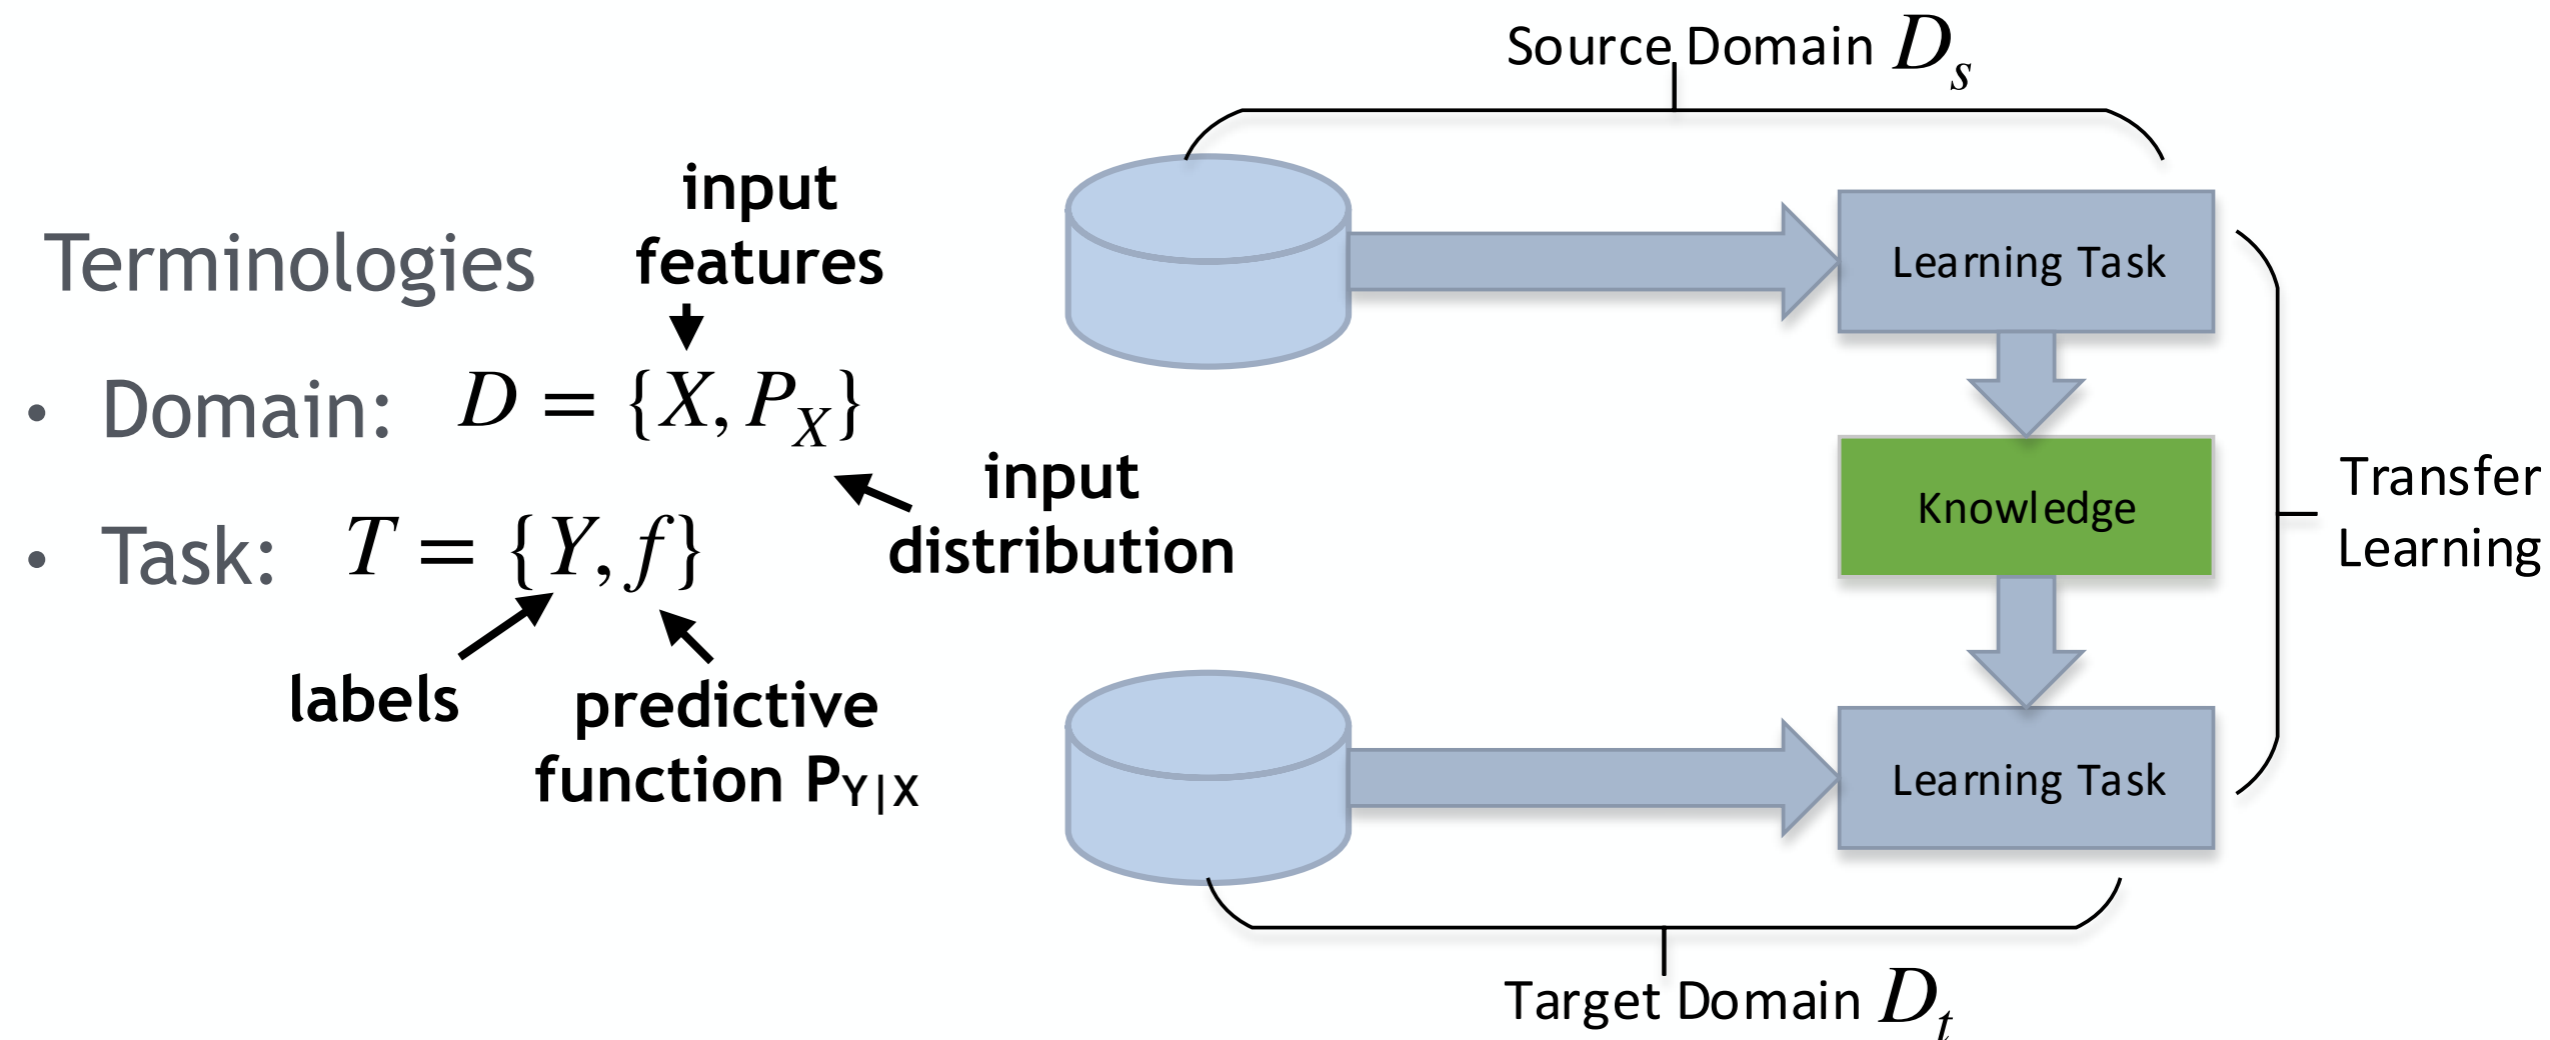 Terminologies
input
features
• Domain: D = {X, P_X}
input
distribution
• Task: T = {Y, f}
labels
predictive
function P_Y|X
Source Domain D_s
Learning Task
Knowledge
Transfer
Learning
Learning Task
Target Domain D_t